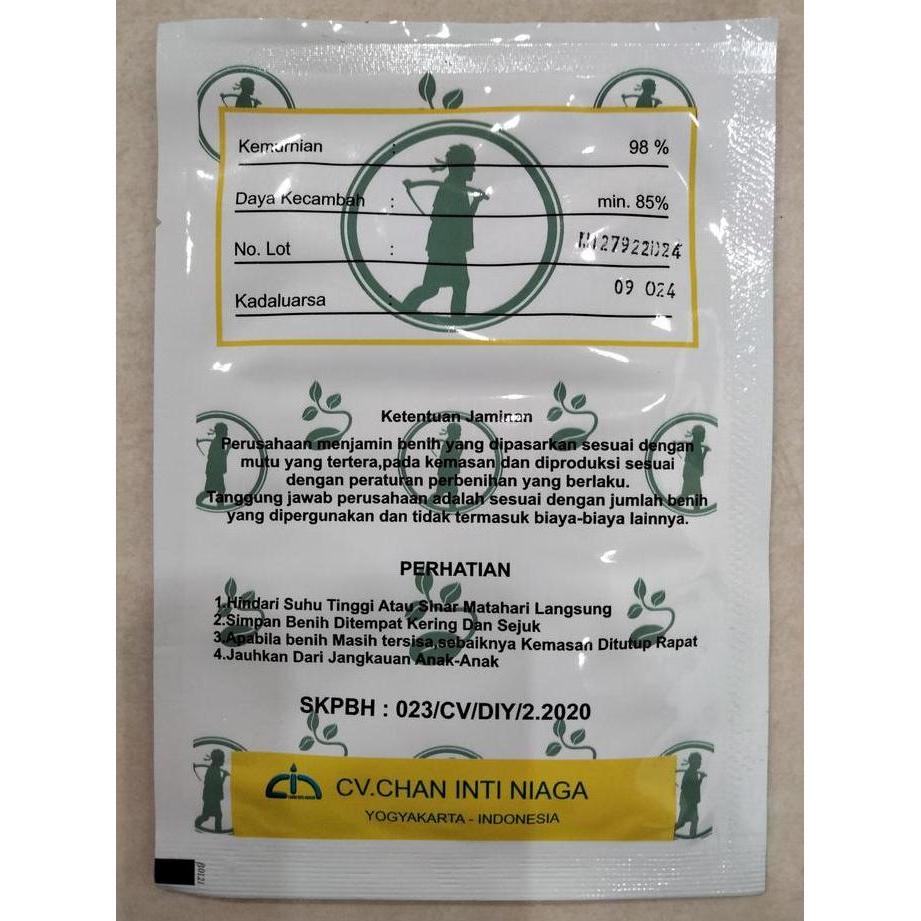 Kemurnian : 98 %
Daya Kecambah : min. 85%
No. Lot :
Kadaluarsa : 09 024
Ketentuan Jaminan
Perusahaan menjamin benih yang dipasarkan sesuai dengan
mutu yang tertera,pada kemasan dan diproduksi sesuai
dengan peraturan perbenihan yang berlaku.
Tanggung jawab perusahaan adalah sesuai dengan jumlah benih
yang dipergunakan dan tidak termasuk biaya-biaya lainnya.
PERHATIAN
1.Hindari Suhu Tinggi Atau Sinar Matahari Langsung
2.Simpan Benih Ditempat Kering Dan Sejuk
3.Apabila benih Masih tersisa,sebaiknya Kemasan Ditutup Rapat
4.Jauhkan Dari Jangkauan Anak-Anak
SKPBH : 023/CV/DIY/2.2020
CV.CHAN INTI NIAGA
YOGYAKARTA - INDONESIA